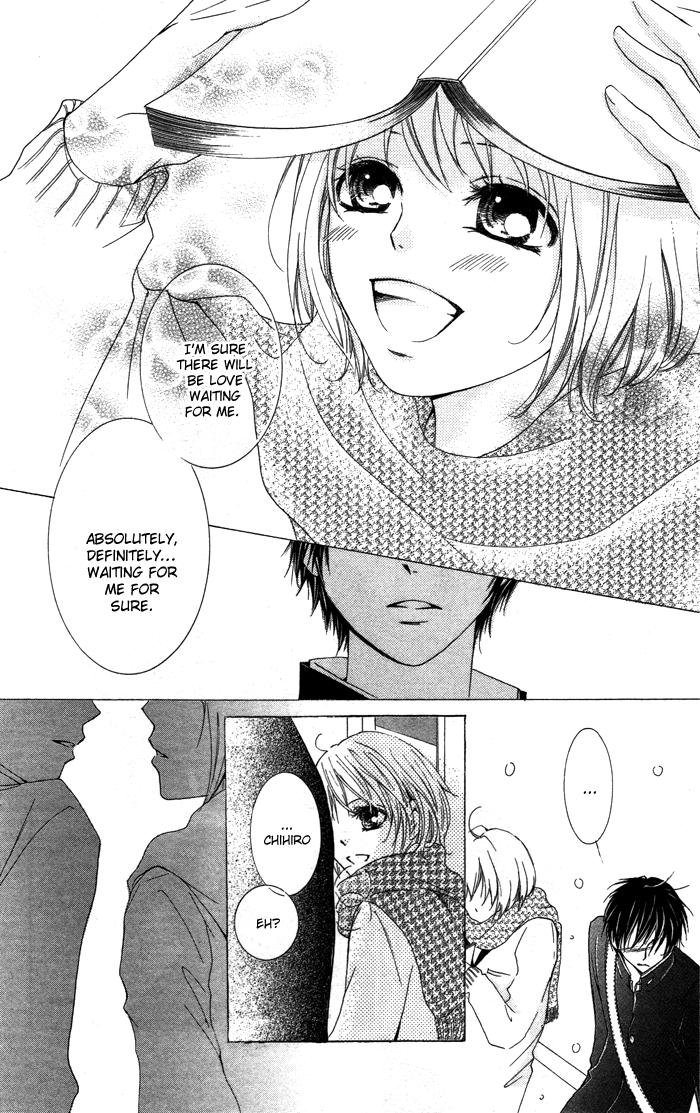 I'M SURE
THERE WILL
BE LOVE
WAITING
FOR ME.
ABSOLUTELY,
DEFINITELY...
WAITING FOR
ME FOR
SURE.
...
...
CHIHIRO
EH?